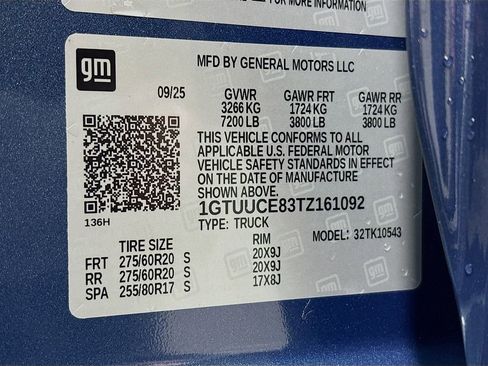 FOR MORE INFORMATION
gm
MFD BY GENERAL MOTORS LLC
09/25 GVWR GAWR FRT GAWR RR
3266 KG 1724 KG 1724 KG
7200 LB 3800 LB 3800 LB
THIS VEHICLE CONFORMS TO ALL
APPLICABLE U.S. FEDERAL MOTOR
VEHICLE SAFETY STANDARDS IN EFFECT
ON THE DATE OF MANUFACTURE
SHOWN ABOVE.
136H
1GTUUCE83TZ161092
TYPE: TRUCK MODEL: 32TK10543
TIRE SIZE RIM
FRT 275/60R20 S 20X9J
RR 275/60R20 S 20X9J
SPA 255/80R17 S 17X8J